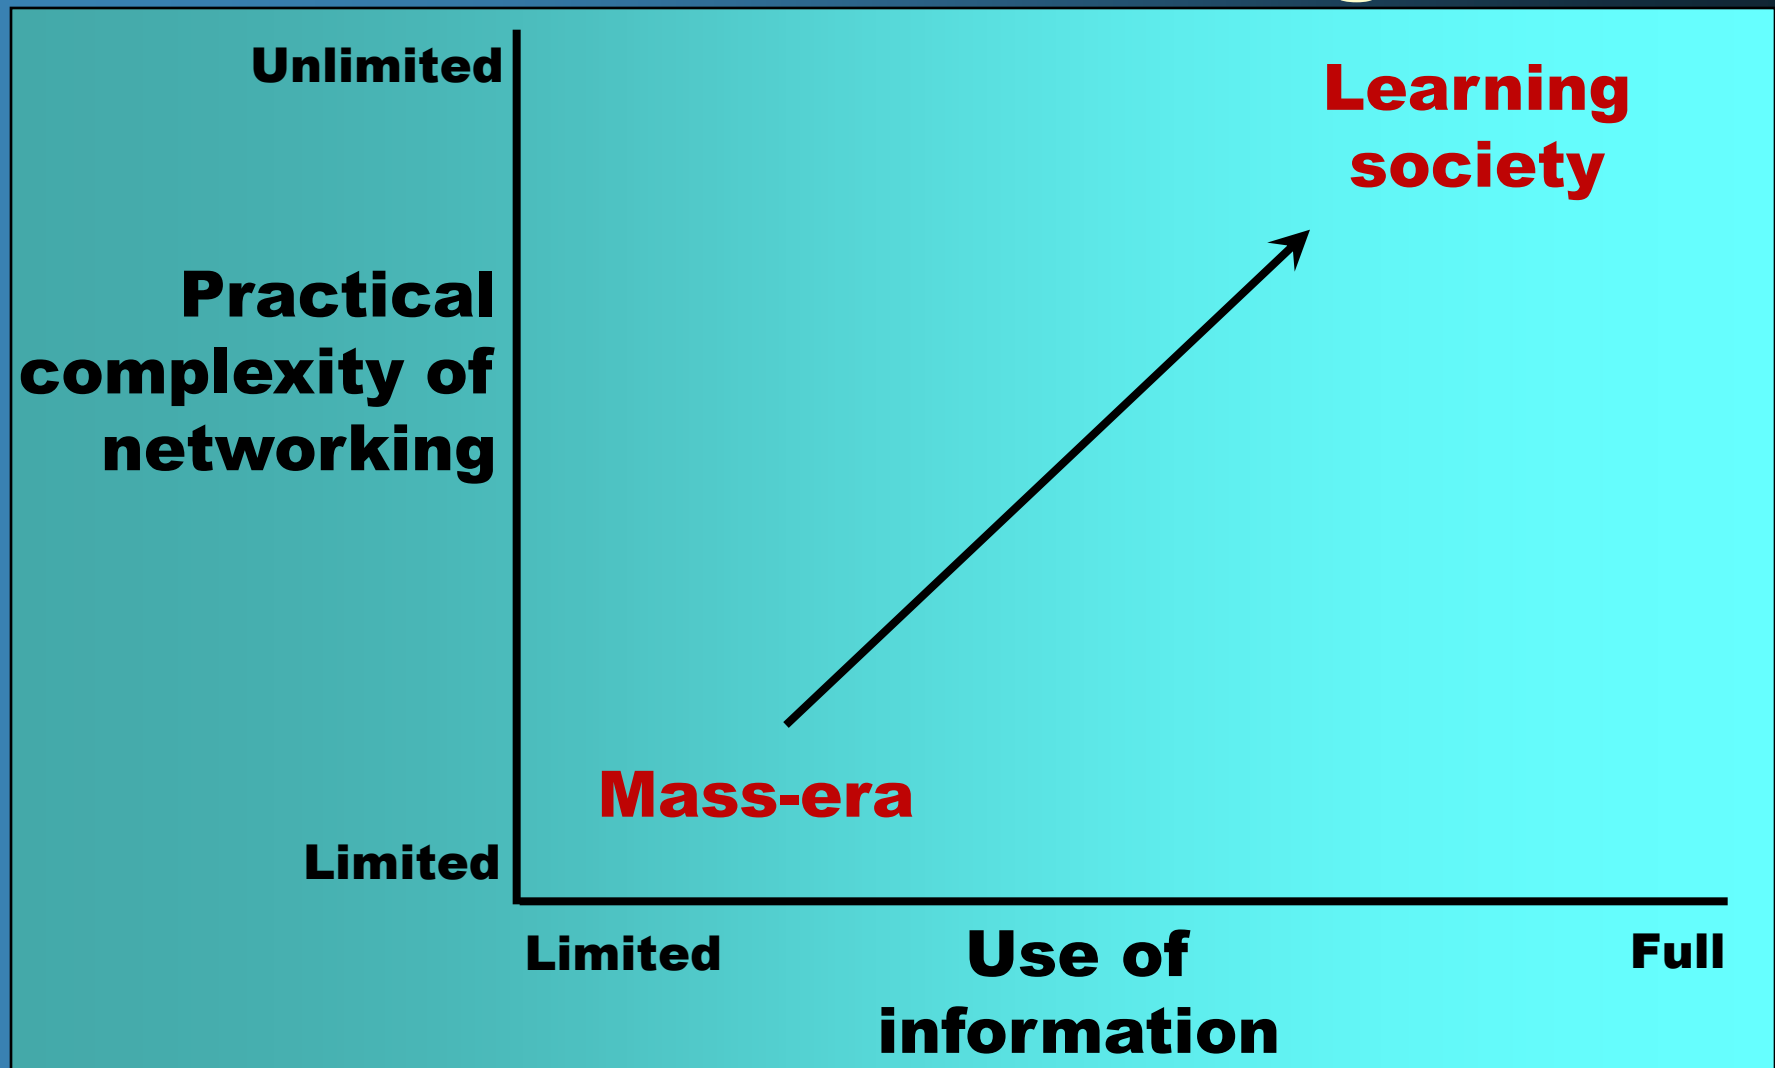 Unlimited
Learning
society
Practical
complexity of
networking
Mass-era
Limited
Limited
Use of
information
Full